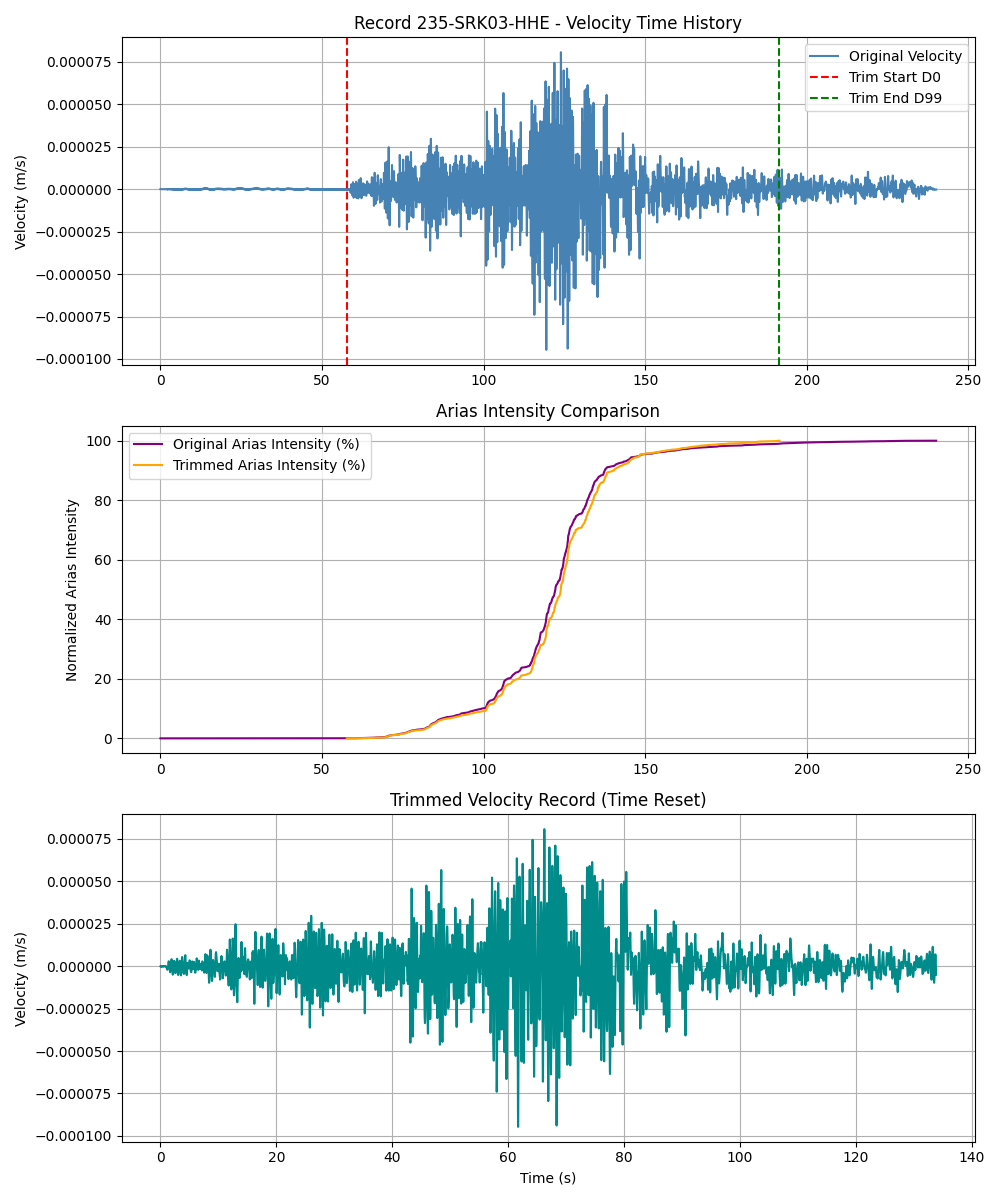 Record 235-SRK03-HHE - Velocity Time History
0.000075
0.000050
0.000025
0.000000
−0.000025
−0.000050
−0.000075
−0.000100
Velocity (m/s)
Original Velocity
Trim Start D0
Trim End D99
0 50 100 150 200 250
Arias Intensity Comparison
100
80
60
40
20
0
Normalized Arias Intensity
Original Arias Intensity (%)
Trimmed Arias Intensity (%)
0 50 100 150 200 250
Trimmed Velocity Record (Time Reset)
0.000075
0.000050
0.000025
0.000000
−0.000025
−0.000050
−0.000075
−0.000100
Velocity (m/s)
0 20 40 60 80 100 120 140
Time (s)